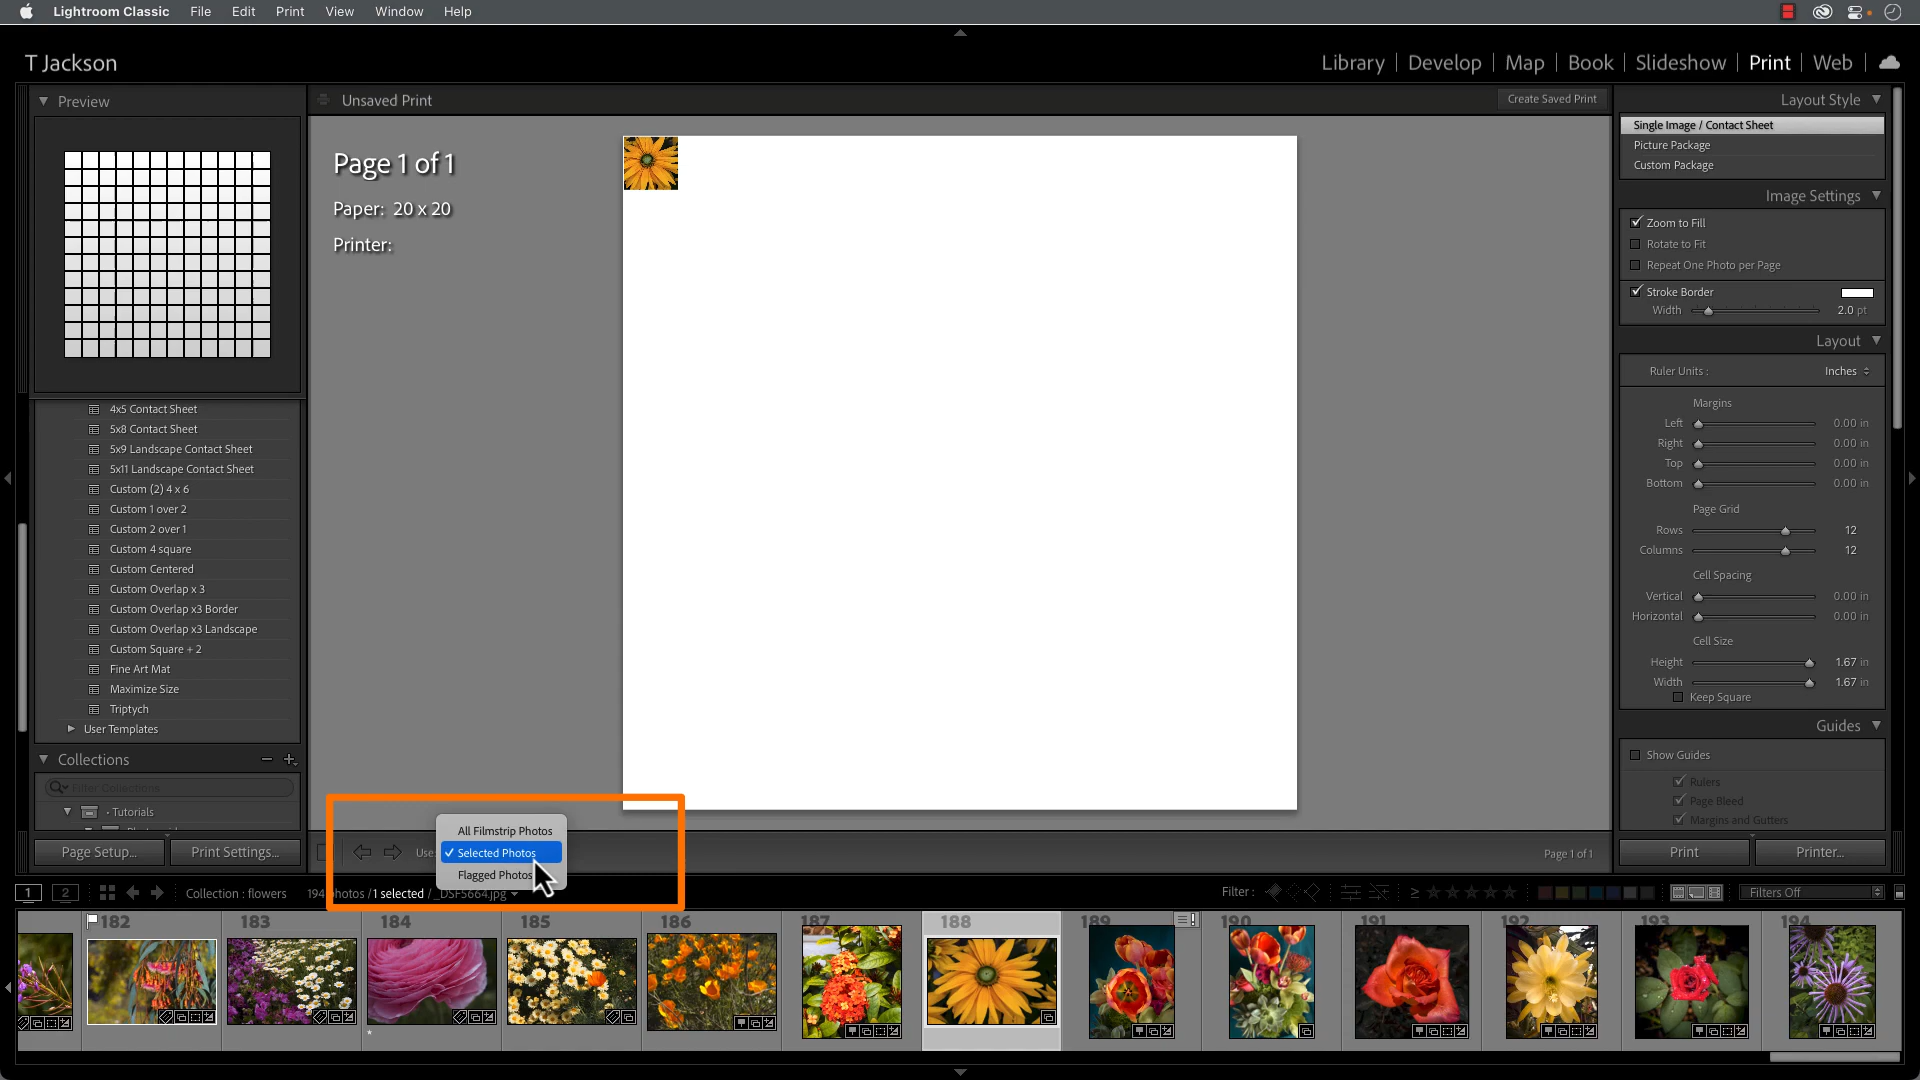 Lightroom Classic File Edit Print View Window Help
T Jackson
Library Develop Map Book Slideshow Print Web
Preview
Unsaved Print
Create Saved Print
Layout Style
Page 1 of 1
Paper: 20 x 20
Printer:
Single Image / Contact Sheet
Picture Package
Custom Package
Image Settings
Zoom to Fill
Rotate to Fit
Repeat One Photo per Page
Stroke Border
Width 2.0 pt
Layout
Ruler Units : Inches
Margins
Left 0.00 in
Right 0.00 in
Top 0.00 in
Bottom 0.00 in
Page Grid
Rows 12
Columns 12
Cell Spacing
Vertical 0.00 in
Horizontal 0.00 in
Cell Size
Height 1.67 in
Width 1.67 in
Keep Square
Guides
Show Guides
Rulers
Page Bleed
Margins and Gutters
4x5 Contact Sheet
5x8 Contact Sheet
5x9 Landscape Contact Sheet
5x11 Landscape Contact Sheet
Custom (2) 4 x 6
Custom 1 over 2
Custom 2 over 1
Custom 4 square
Custom Centered
Custom Overlap x 3
Custom Overlap x3 Border
Custom Overlap x3 Landscape
Custom Square + 2
Fine Art Mat
Maximize Size
Triptych
User Templates
Collections
Filter Collections
- Tutorials
Page Setup... Print Settings...
Use
All Filmstrip Photos
Selected Photos
Flagged Photos
Page 1 of 1
Print Printer...
1 2 Collection : flowers 194 photos / 1 selected / _DSF5664.jpg
Filter : Filters Off
182 183 184 185 186 187 188 189 190 191 192 193 194